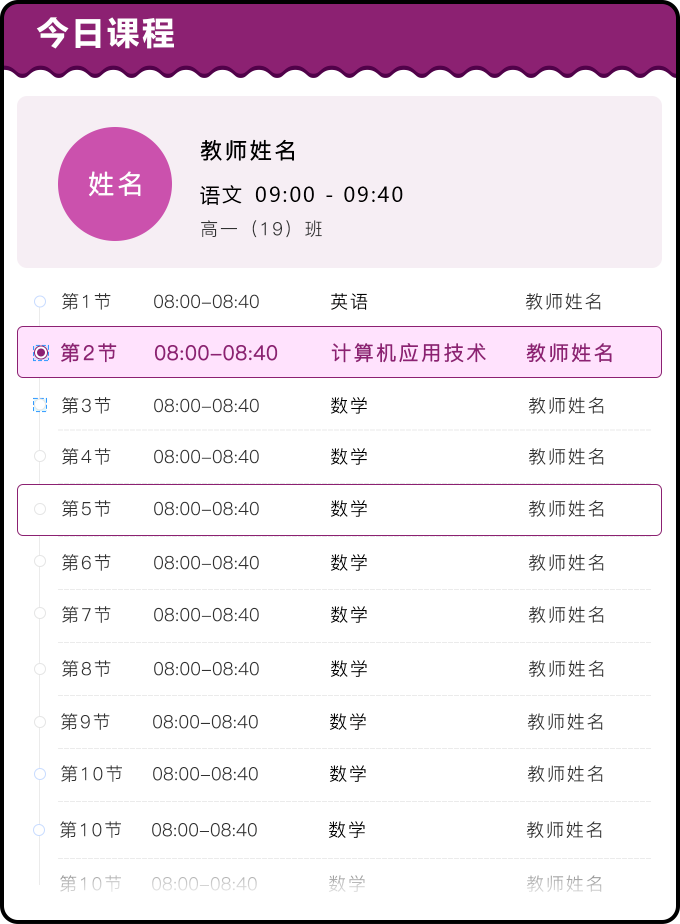 今日课程
姓名
教师姓名
语文 09:00 - 09:40
高一（19）班
第1节 08:00-08:40 英语 教师姓名
第2节 08:00-08:40 计算机应用技术 教师姓名
第3节 08:00-08:40 数学 教师姓名
第4节 08:00-08:40 数学 教师姓名
第5节 08:00-08:40 数学 教师姓名
第6节 08:00-08:40 数学 教师姓名
第7节 08:00-08:40 数学 教师姓名
第8节 08:00-08:40 数学 教师姓名
第9节 08:00-08:40 数学 教师姓名
第10节 08:00-08:40 数学 教师姓名
第10节 08:00-08:40 数学 教师姓名
第10节 08:00-08:40 数学 教师姓名